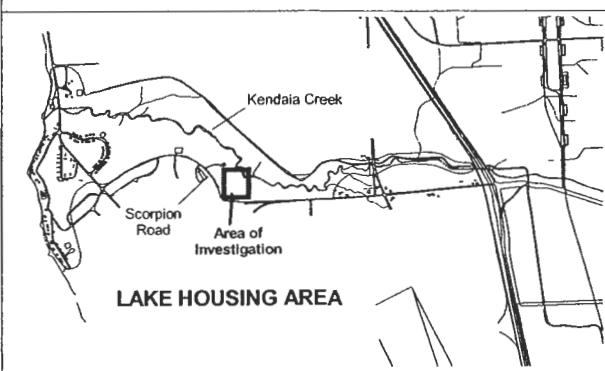 Kendaia Creek
Scorpion
Road
Area of
Investigation
LAKE HOUSING AREA